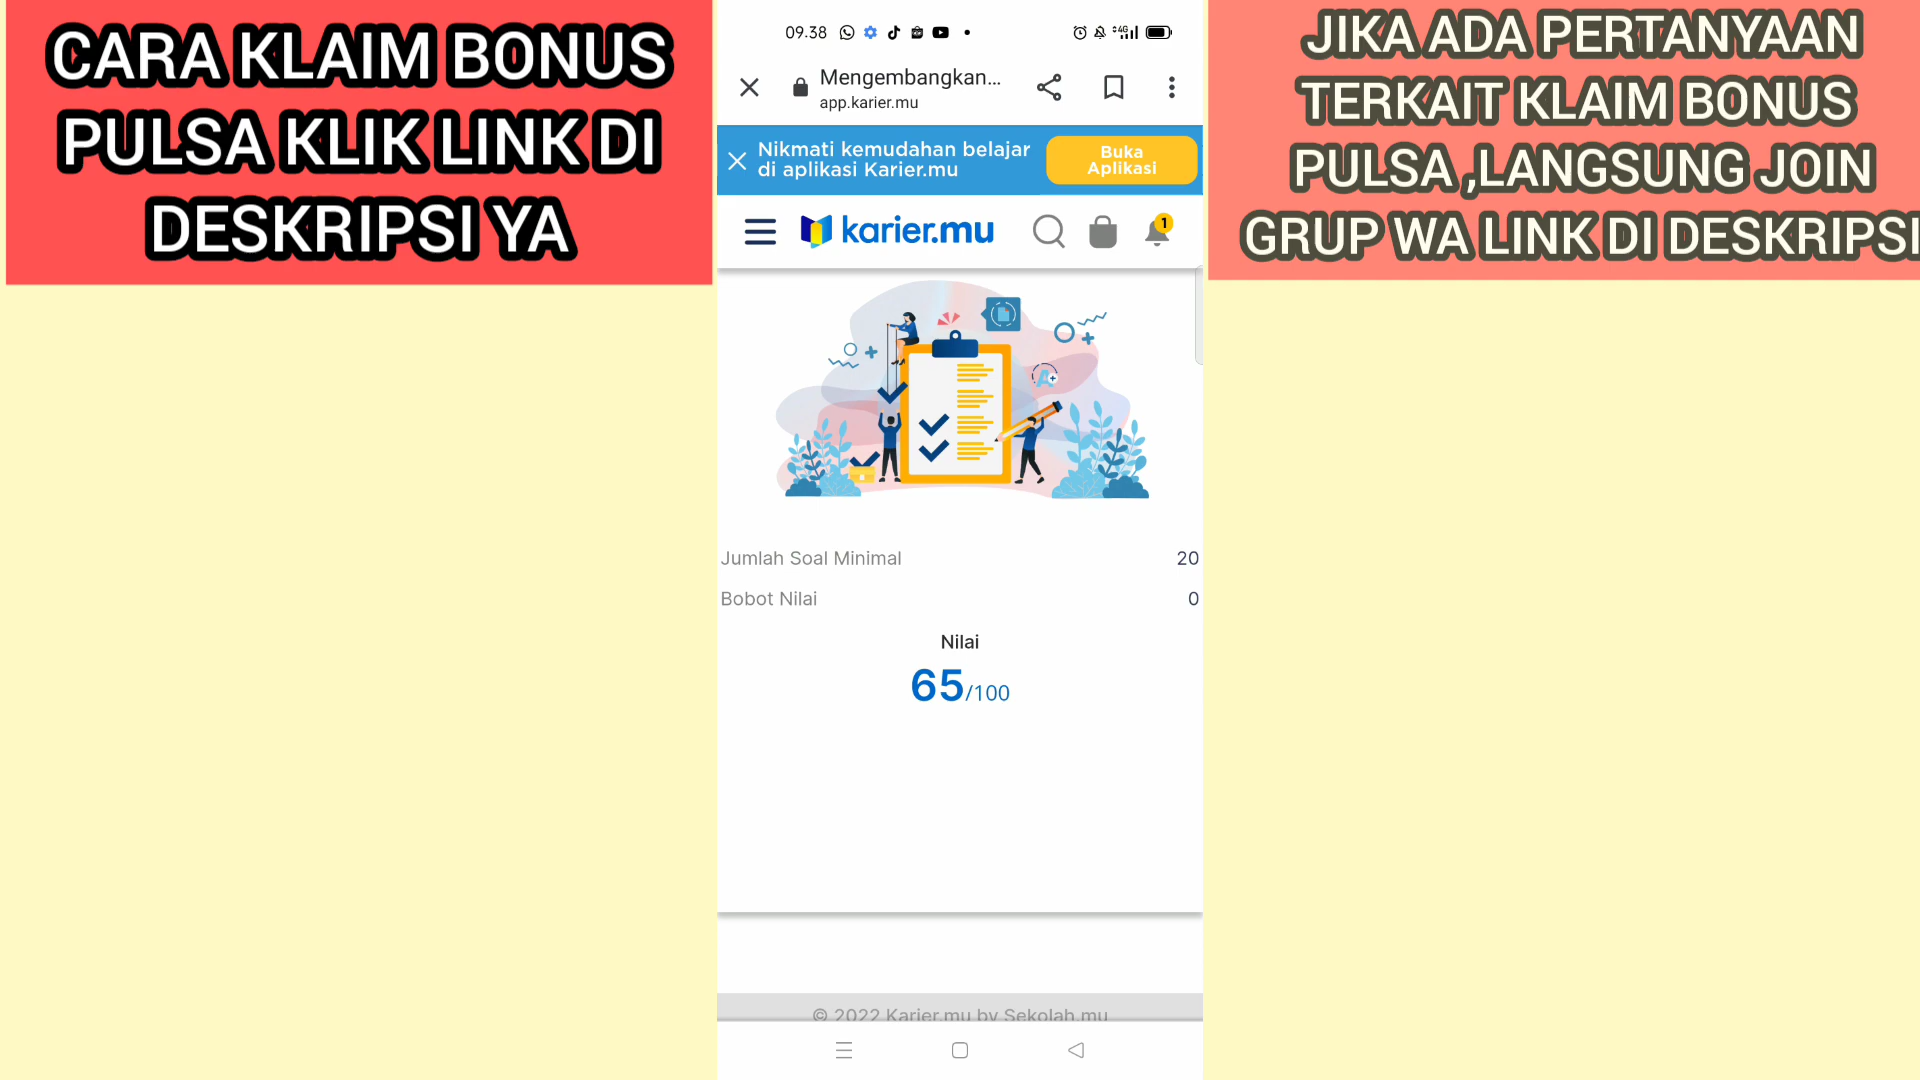 CARA KLAIM BONUS
PULSA KLIK LINK DI
DESKRIPSI YA
09.38
Mengembangkan...
app.karier.mu
Nikmati kemudahan belajar
di aplikasi Karier.mu
Buka
Aplikasi
karier.mu
1
Jumlah Soal Minimal 20
Bobot Nilai 0
Nilai
65/100
© 2022 Karier.mu by Sekolah.mu
JIKA ADA PERTANYAAN
TERKAIT KLAIM BONUS
PULSA ,LANGSUNG JOIN
GRUP WA LINK DI DESKRIPSI